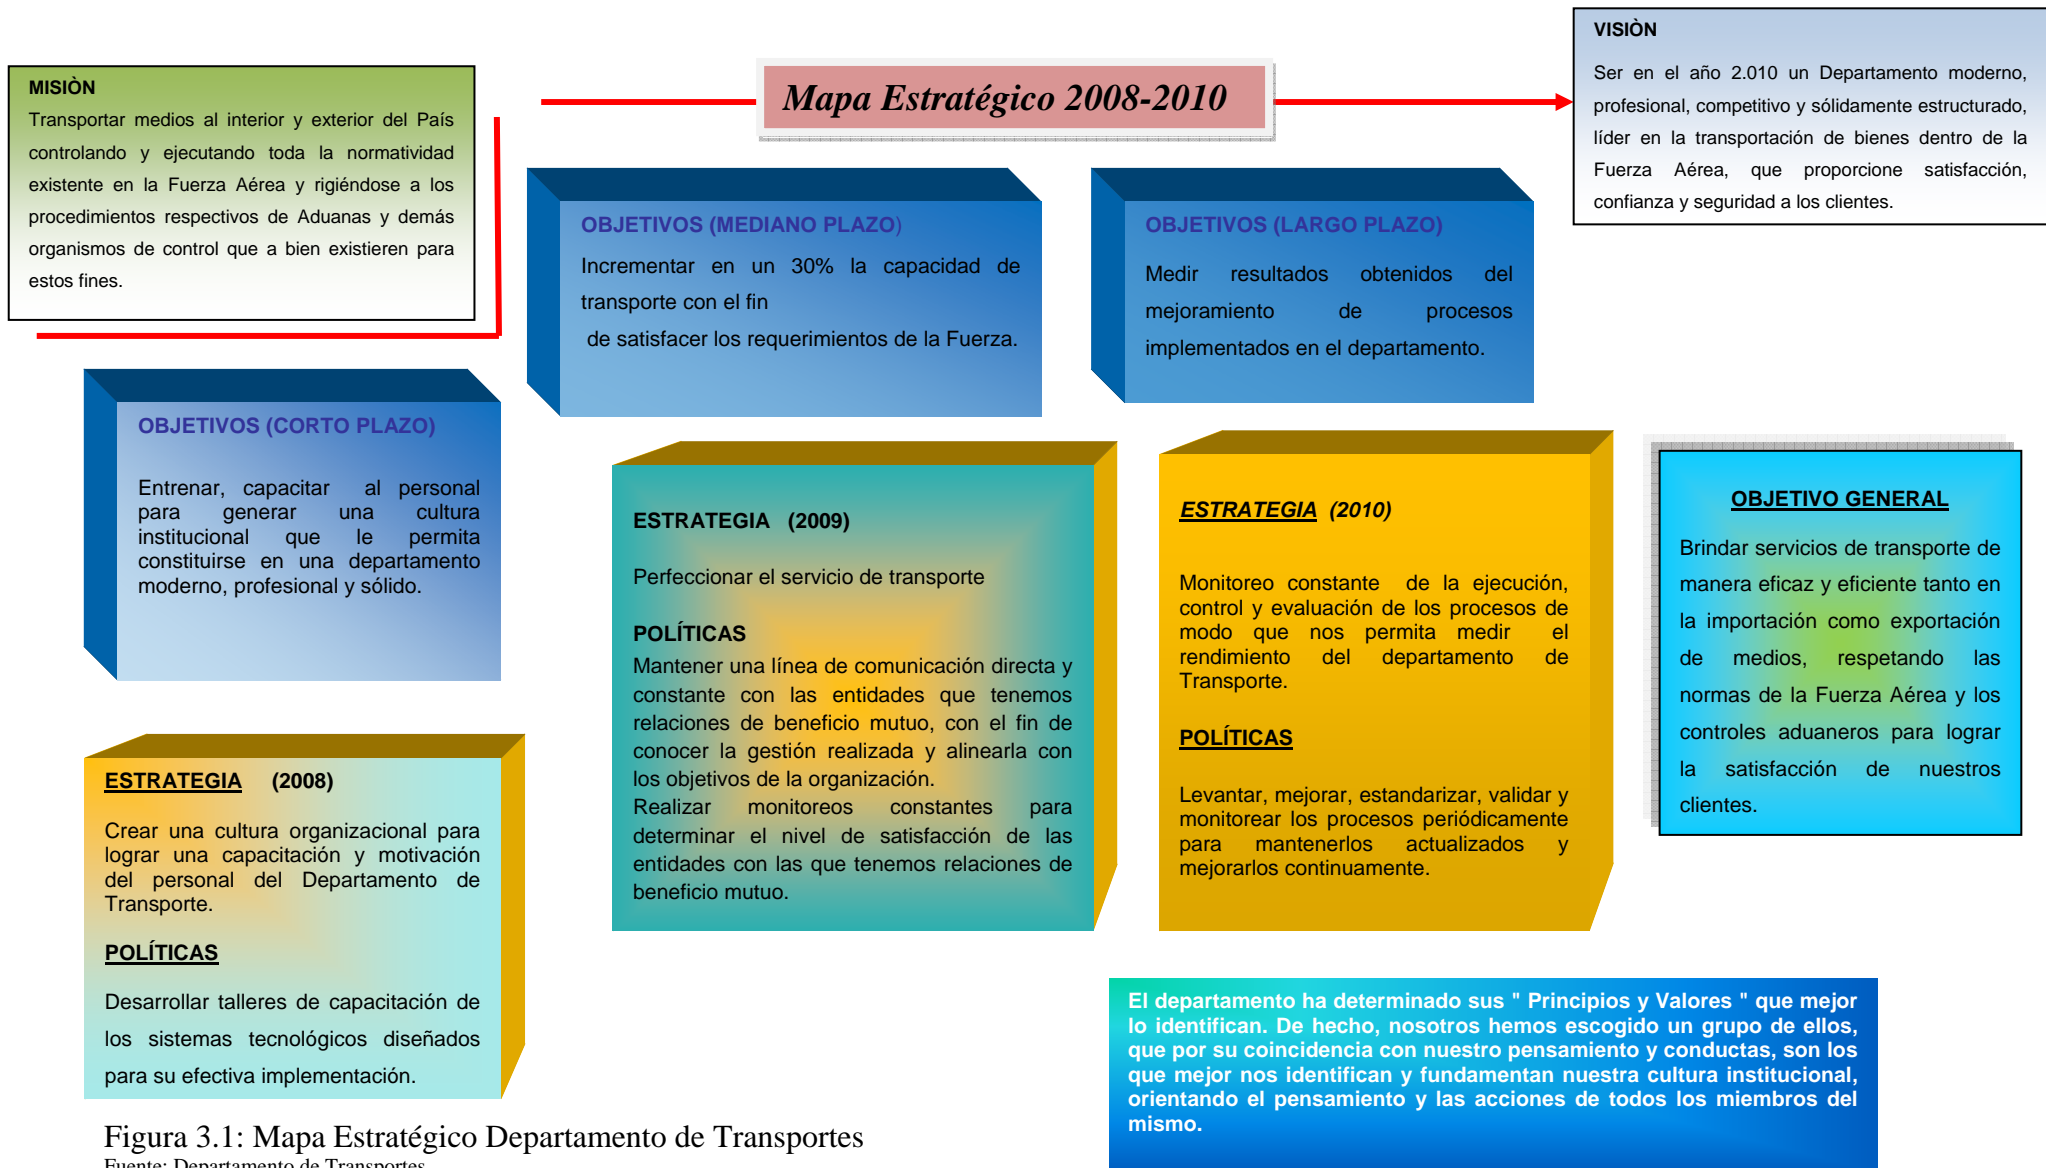 MISIÒN
Transportar medios al interior y exterior del País
controlando y ejecutando toda la normatividad
existente en la Fuerza Aérea y rigiéndose a los
procedimientos respectivos de Aduanas y demás
organismos de control que a bien existieren para
estos fines.
Mapa Estratégico 2008-2010
VISIÒN
Ser en el año 2.010 un Departamento moderno,
profesional, competitivo y sólidamente estructurado,
líder en la transportación de bienes dentro de la
Fuerza Aérea, que proporcione satisfacción,
confianza y seguridad a los clientes.
OBJETIVOS (CORTO PLAZO)
Entrenar, capacitar al personal
para generar una cultura
institucional que le permita
constituirse en una departamento
moderno, profesional y sólido.
OBJETIVOS (MEDIANO PLAZO)
Incrementar en un 30% la capacidad de
transporte con el fin
de satisfacer los requerimientos de la Fuerza.
OBJETIVOS (LARGO PLAZO)
Medir resultados obtenidos del
mejoramiento de procesos
implementados en el departamento.
ESTRATEGIA (2008)
Crear una cultura organizacional para
lograr una capacitación y motivación
del personal del Departamento de
Transporte.
POLÍTICAS
Desarrollar talleres de capacitación de
los sistemas tecnológicos diseñados
para su efectiva implementación.
ESTRATEGIA (2009)
Perfeccionar el servicio de transporte
POLÍTICAS
Mantener una línea de comunicación directa y
constante con las entidades que tenemos
relaciones de beneficio mutuo, con el fin de
conocer la gestión realizada y alinearla con
los objetivos de la organización.
Realizar monitoreos constantes para
determinar el nivel de satisfacción de las
entidades con las que tenemos relaciones de
beneficio mutuo.
ESTRATEGIA (2010)
Monitoreo constante de la ejecución,
control y evaluación de los procesos de
modo que nos permita medir el
rendimiento del departamento de
Transporte.
POLÍTICAS
Levantar, mejorar, estandarizar, validar y
monitorear los procesos periódicamente
para mantenerlos actualizados y
mejorarlos continuamente.
OBJETIVO GENERAL
Brindar servicios de transporte de
manera eficaz y eficiente tanto en
la importación como exportación
de medios, respetando las
normas de la Fuerza Aérea y los
controles aduaneros para lograr
la satisfacción de nuestros
clientes.
El departamento ha determinado sus " Principios y Valores " que mejor
lo identifican. De hecho, nosotros hemos escogido un grupo de ellos,
que por su coincidencia con nuestro pensamiento y conductas, son los
que mejor nos identifican y fundamentan nuestra cultura institucional,
orientando el pensamiento y las acciones de todos los miembros del
mismo.
Figura 3.1: Mapa Estratégico Departamento de Transportes
Fuente: Departamento de Transportes